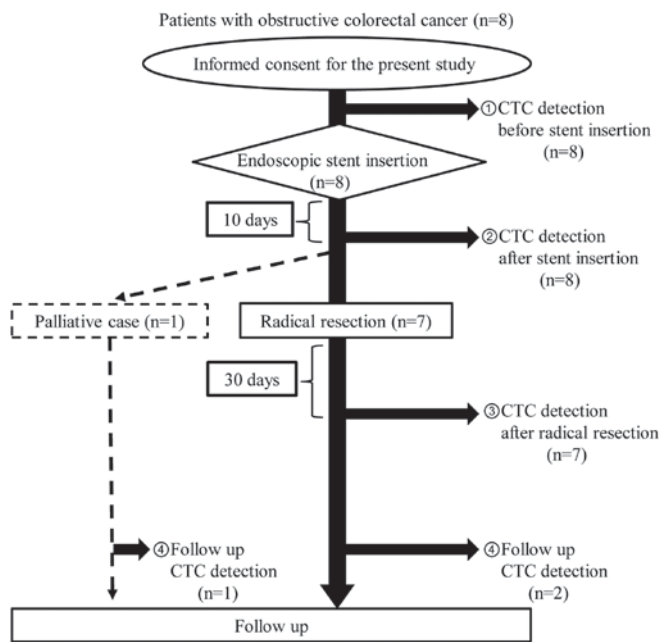 Patients with obstructive colorectal cancer (n=8)
Informed consent for the present study
①CTC detection
before stent insertion
(n=8)
Endoscopic stent insertion
(n=8)
10 days
②CTC detection
after stent insertion
(n=8)
Palliative case (n=1)
Radical resection (n=7)
30 days
③CTC detection
after radical resection
(n=7)
④Follow up
CTC detection
(n=1)
④Follow up
CTC detection
(n=2)
Follow up